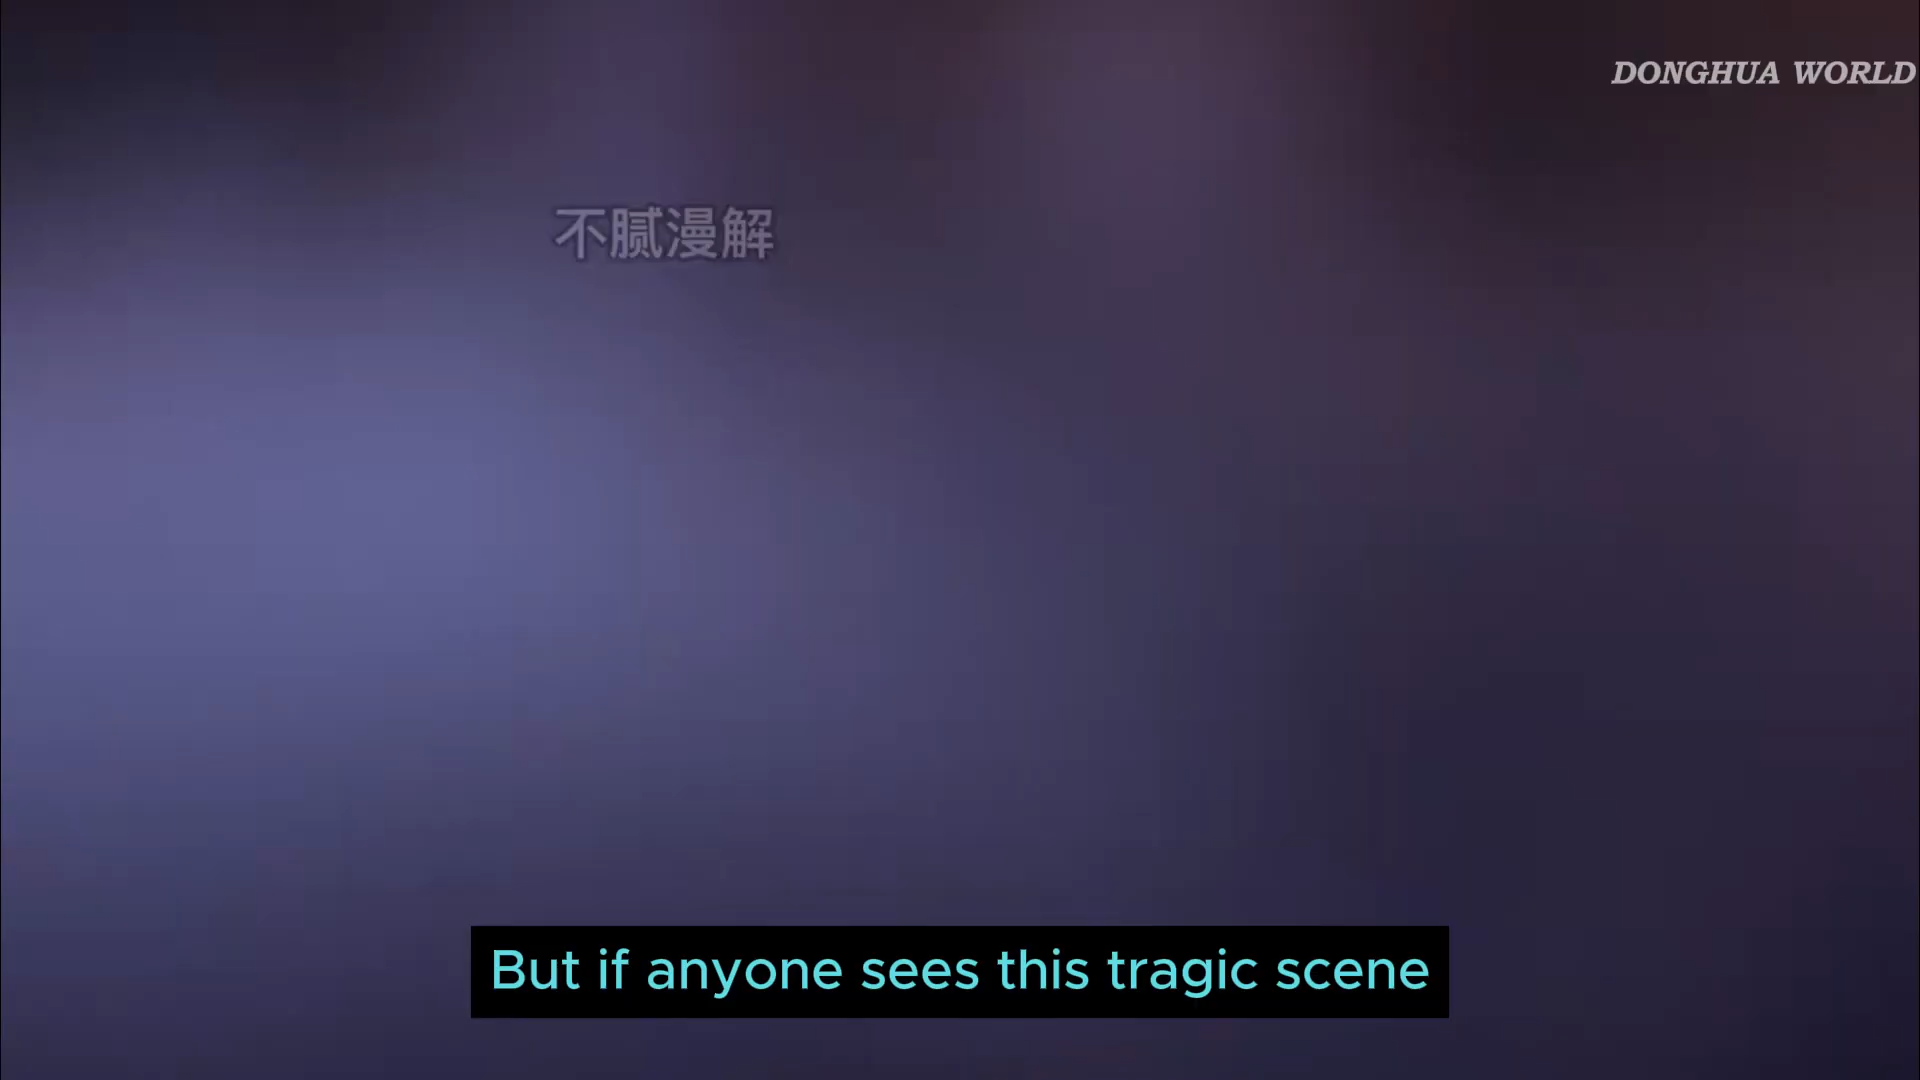 DONGHUA WORLD
不腻漫解
But if anyone sees this tragic scene